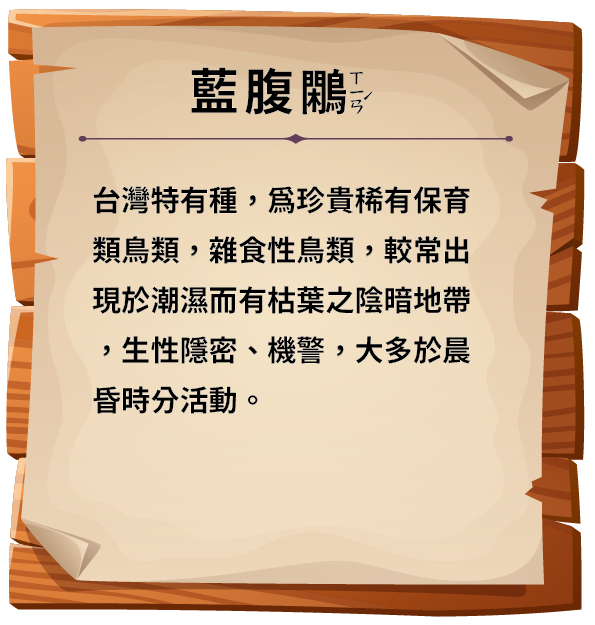 藍腹鷴ㄒㄧㄢˊ
台灣特有種，為珍貴稀有保育
類鳥類，雜食性鳥類，較常出
現於潮濕而有枯葉之陰暗地帶
，生性隱密、機警，大多於晨
昏時分活動。